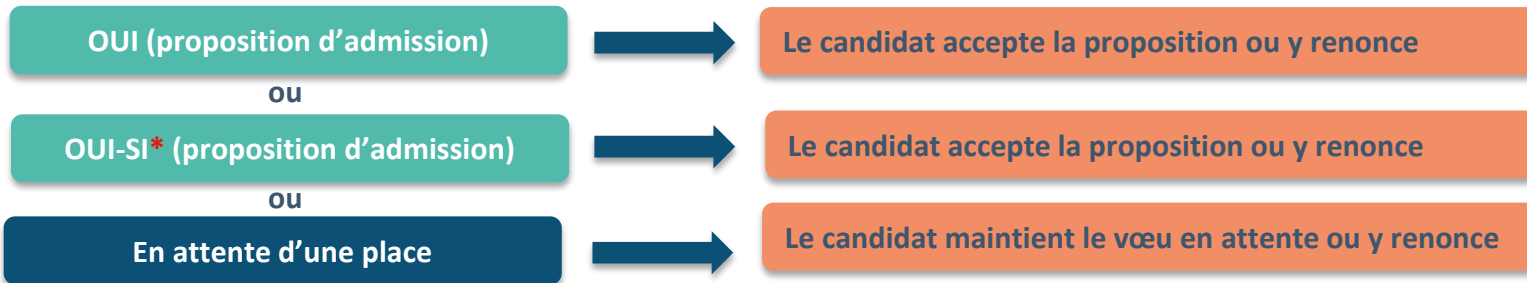 OUI (proposition d’admission)
Le candidat accepte la proposition ou y renonce
ou
OUI-SI* (proposition d’admission)
Le candidat accepte la proposition ou y renonce
ou
En attente d’une place
Le candidat maintient le vœu en attente ou y renonce